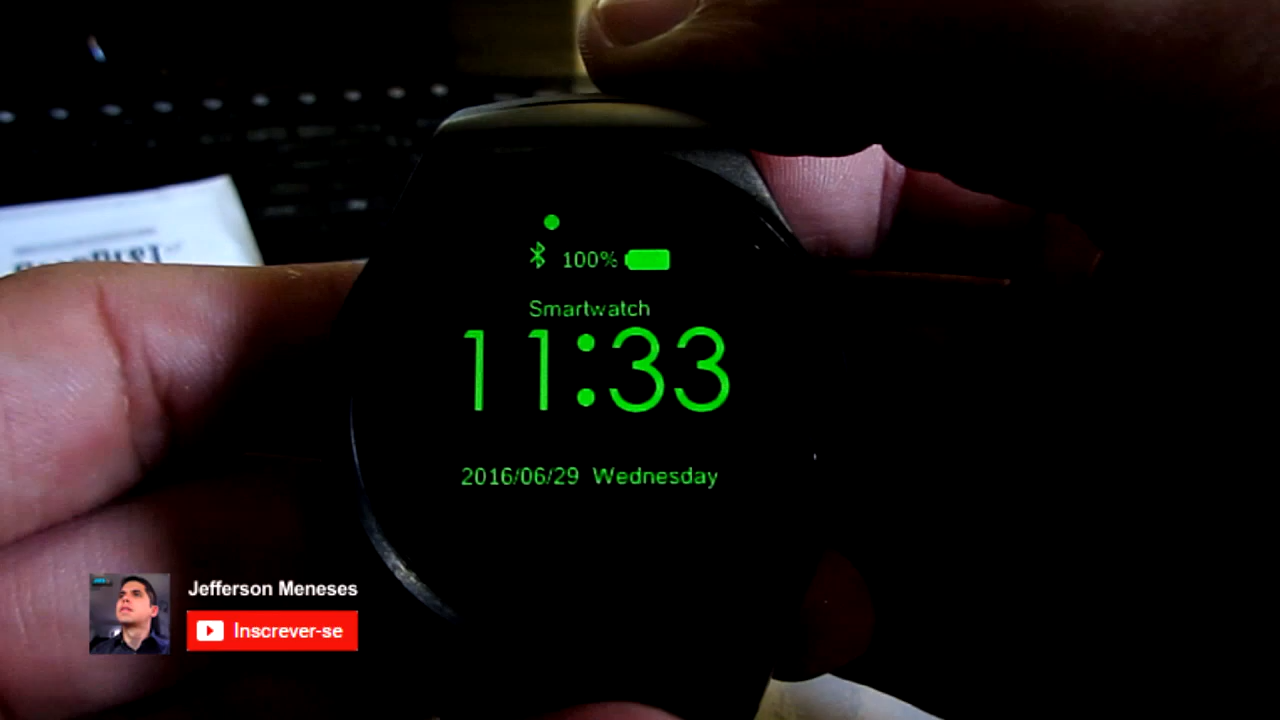 100%
Smartwatch
11:33
2016/06/29 Wednesday
Jefferson Meneses
Inscrever-se